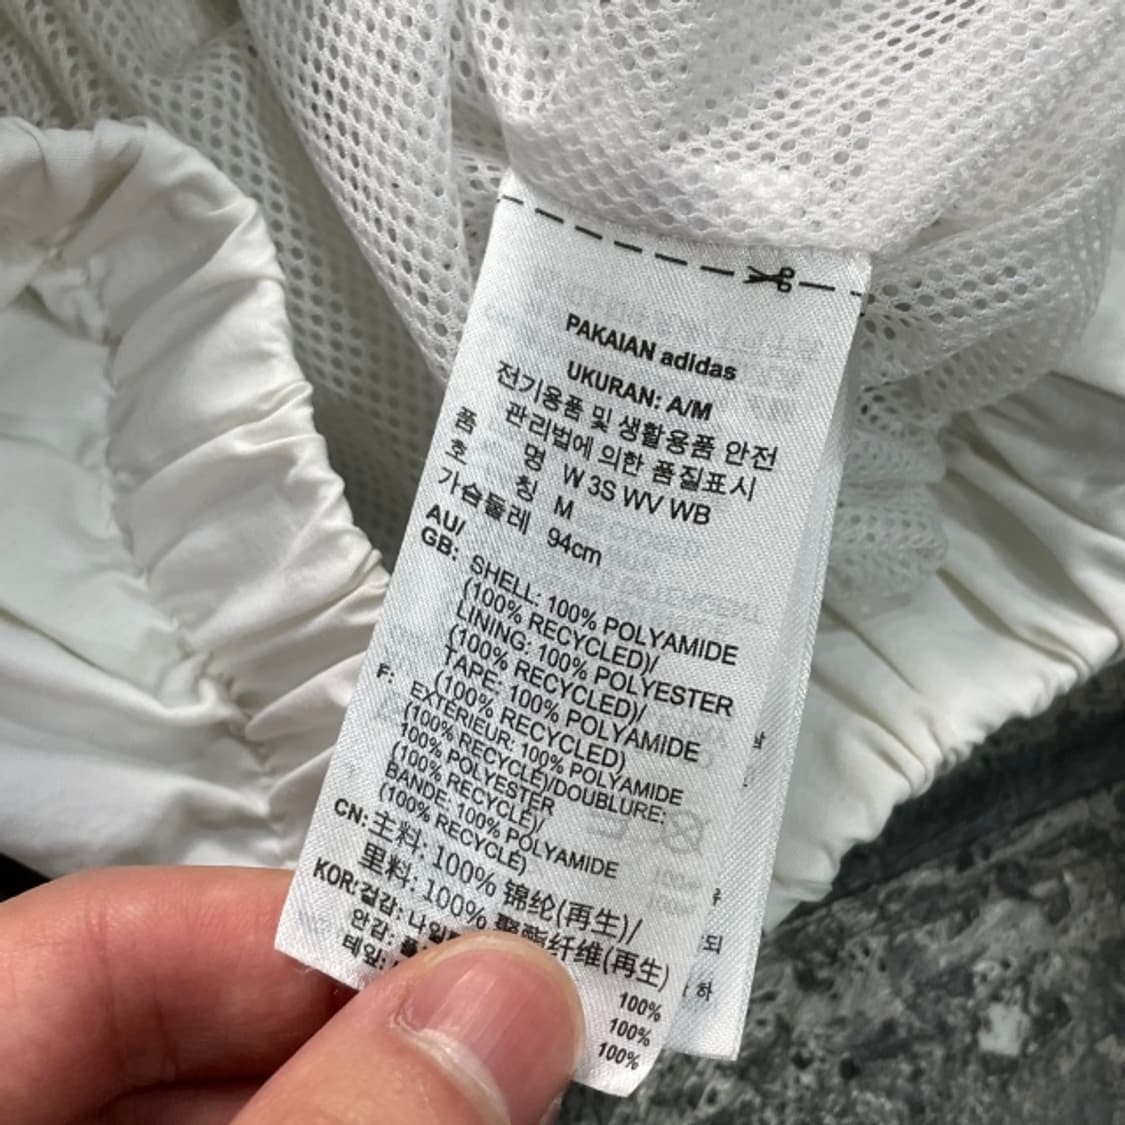 PAKAIAN adidas
UKURAN: A/M
전기용품 및 생활용품 안전
관리법에 의한 품질표시
품 명 W 3S WV WB
호 칭 M
가슴둘레 94cm
AU/
GB: SHELL: 100% POLYAMIDE
(100% RECYCLED)/
LINING: 100% POLYESTER
(100% RECYCLED)/
TAPE: 100% POLYAMIDE
(100% RECYCLED)
F: EXTÉRIEUR: 100% POLYAMIDE
(100% RECYCLÉ)/DOUBLURE:
100% POLYESTER
(100% RECYCLÉ)/
BANDE: 100% POLYAMIDE
(100% RECYCLÉ)
CN: 主料: 100% 锦纶(再生)/
里料: 100% 聚酯纤维(再生)
KOR: 겉감: 100%
안감: 100%
테잎: 100%
되
하